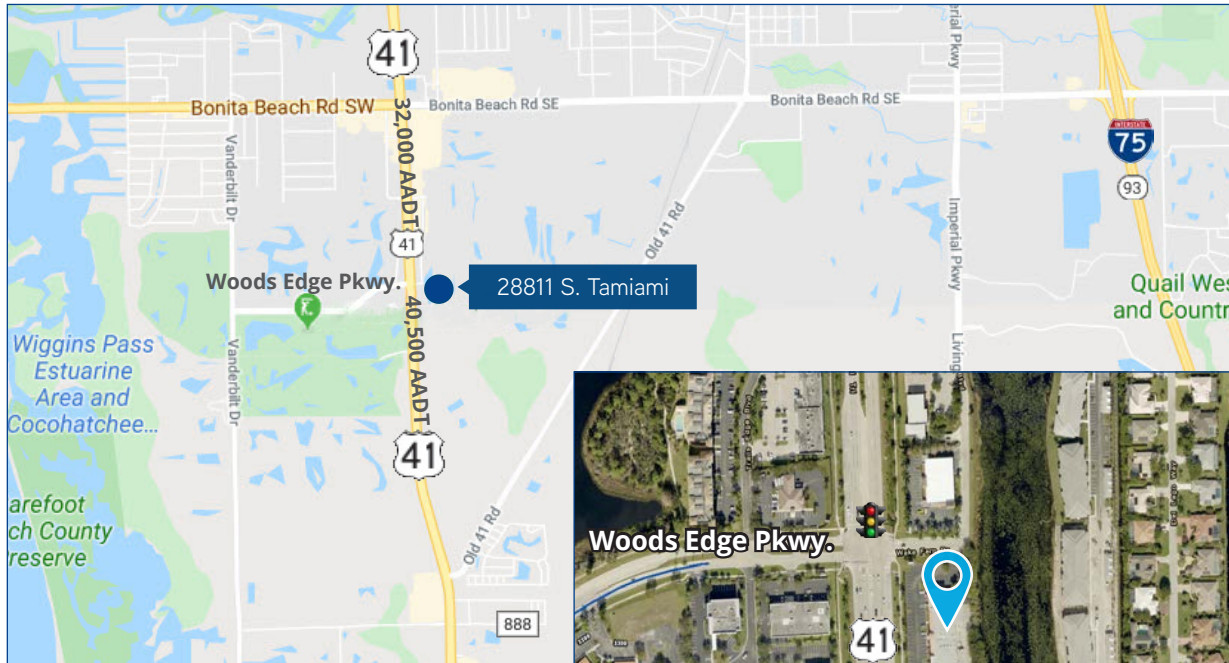 41
Bonita Beach Rd SW
Bonita Beach Rd SE
Bonita Beach Rd SE
Imperial Pkwy
INTERSTATE
75
93
32,000 AADT
Vanderbilt Dr
41
Old 41 Rd
Imperial Pkwy
Woods Edge Pkwy.
28811 S. Tamiami
40,500 AADT
Quail Wes
and Countr
Wiggins Pass
Estuarine
Area and
Cocohatchee...
Vanderbilt Dr
Living
41
arefoot
ch County
reserve
Old 41 Rd
888
Woods Edge Pkwy.
41
3300